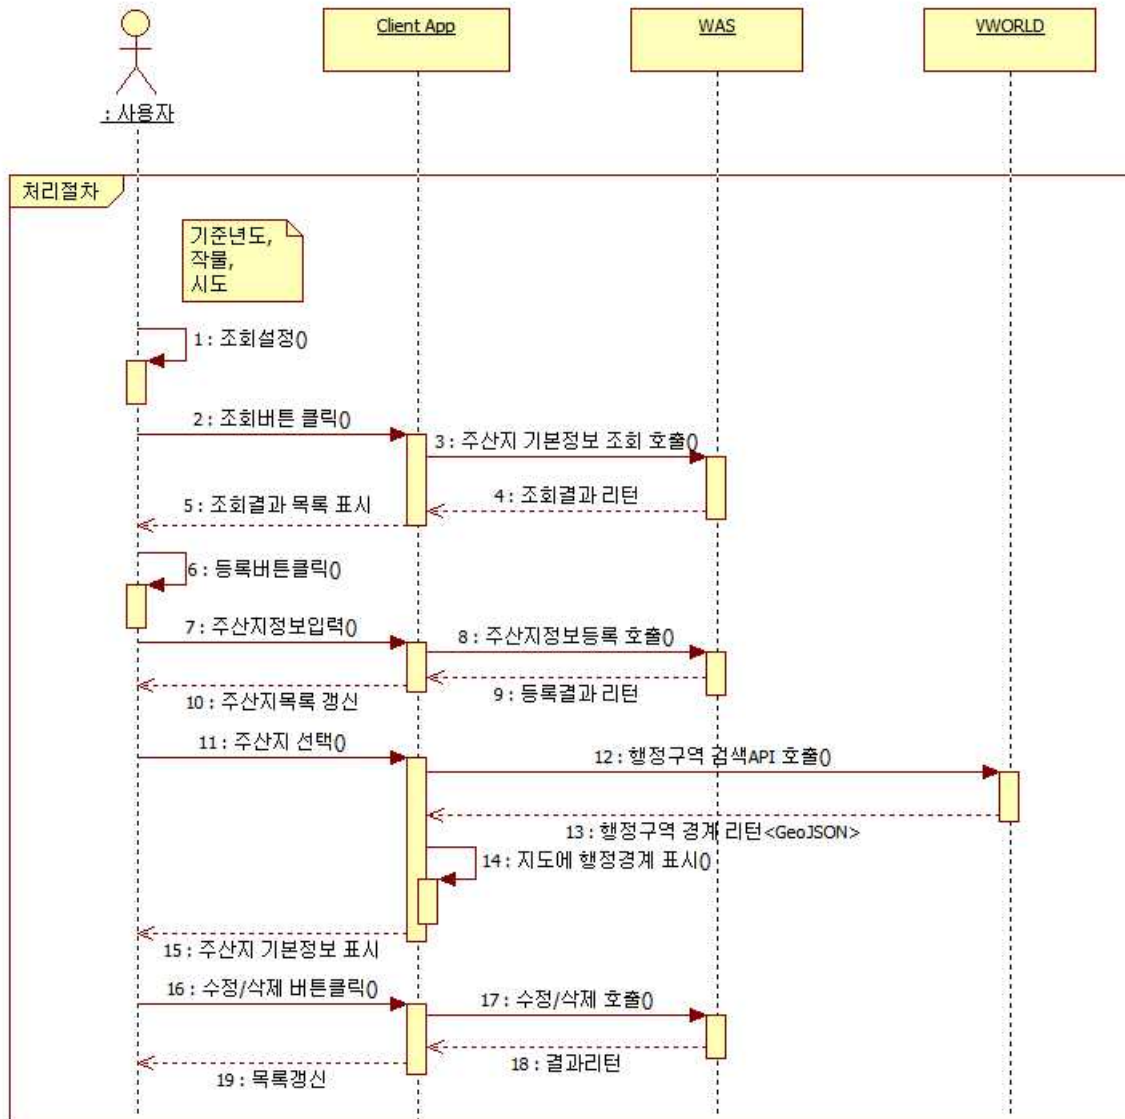 Client App
WAS
VWORLD
: 사용자
처리절차
기준년도,
작물,
시도
1 : 조회설정()
2 : 조회버튼 클릭()
3 : 주산지 기본정보 조회 호출()
4 : 조회결과 리턴
5 : 조회결과 목록 표시
6 : 등록버튼클릭()
7 : 주산지정보입력()
8 : 주산지정보등록 호출()
9 : 등록결과 리턴
10 : 주산지목록 갱신
11 : 주산지 선택()
12 : 행정구역 검색API 호출()
13 : 행정구역 경계 리턴<GeoJSON>
14 : 지도에 행정경계 표시()
15 : 주산지 기본정보 표시
16 : 수정/삭제 버튼클릭()
17 : 수정/삭제 호출()
18 : 결과리턴
19 : 목록갱신